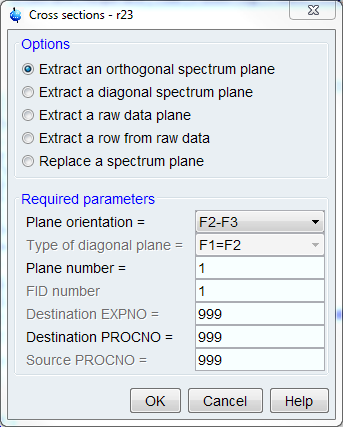 Cross sections - r23
Options
Extract an orthogonal spectrum plane
Extract a diagonal spectrum plane
Extract a raw data plane
Extract a row from raw data
Replace a spectrum plane
Required parameters
Plane orientation = F2-F3
Type of diagonal plane = F1=F2
Plane number = 1
FID number 1
Destination EXPNO = 999
Destination PROCNO = 999
Source PROCNO = 999
OK Cancel Help